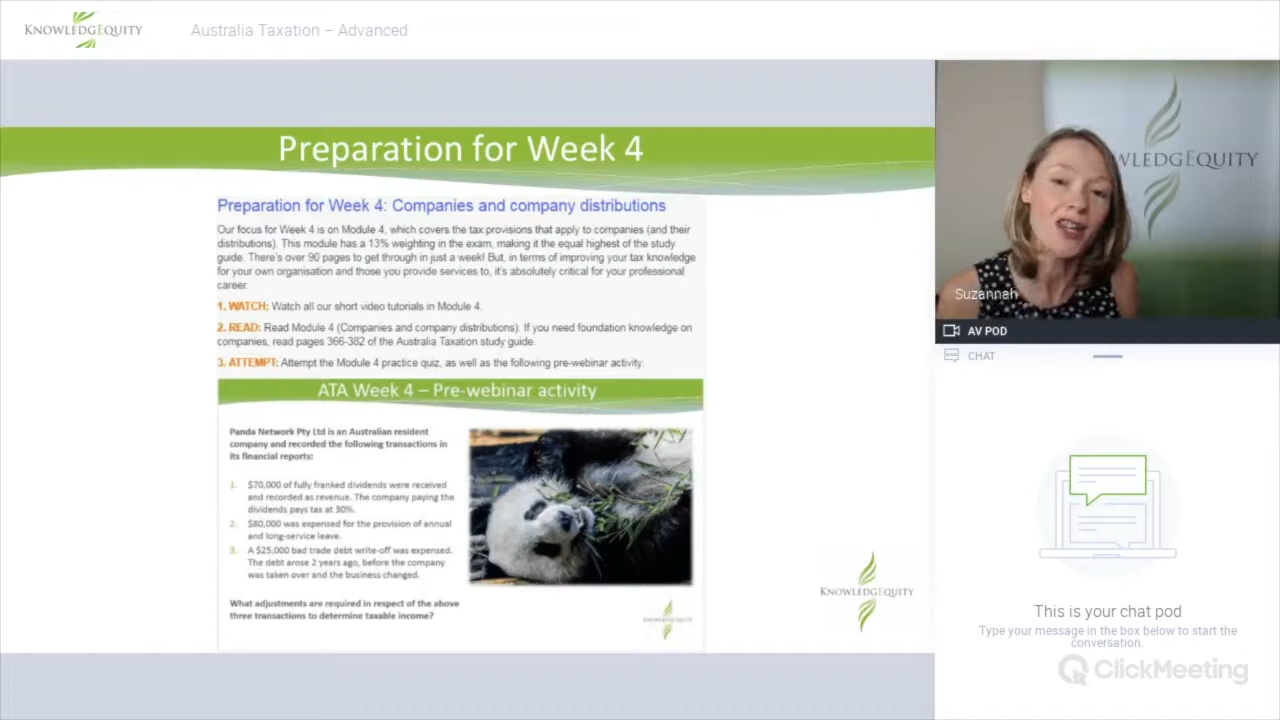 KNOWLEDGEQUITY
Australia Taxation – Advanced
Preparation for Week 4
Preparation for Week 4: Companies and company distributions
Our focus for Week 4 is on Module 4, which covers the tax provisions that apply to companies (and their
distributions). This module has a 13% weighting in the exam, making it the equal highest of the study
guide. There's over 90 pages to get through in just a week! But, in terms of improving your tax knowledge
for your own organisation and those you provide services to, it's absolutely critical for your professional
career.
1. WATCH: Watch all our short video tutorials in Module 4.
2. READ: Read Module 4 (Companies and company distributions). If you need foundation knowledge on
companies, read pages 366-382 of the Australia Taxation study guide.
3. ATTEMPT: Attempt the Module 4 practice quiz, as well as the following pre-webinar activity:
ATA Week 4 – Pre-webinar activity
Panda Network Pty Ltd is an Australian resident
company and recorded the following transactions in
its financial reports:
1. $70,000 of fully franked dividends were received
and recorded as revenue. The company paying the
dividends pays tax at 30%.
2. $80,000 was expensed for the provision of annual
and long-service leave.
3. A $25,000 bad trade debt write-off was expensed.
The debt arose 2 years ago, before the company
was taken over and the business changed.
What adjustments are required in respect of the above
three transactions to determine taxable income?
KNOWLEDGEQUITY
KNOWLEDGEQUITY
WLEDGEQUITY
Suzannah
AV POD
CHAT
This is your chat pod
Type your message in the box below to start the
conversation.
ClickMeeting